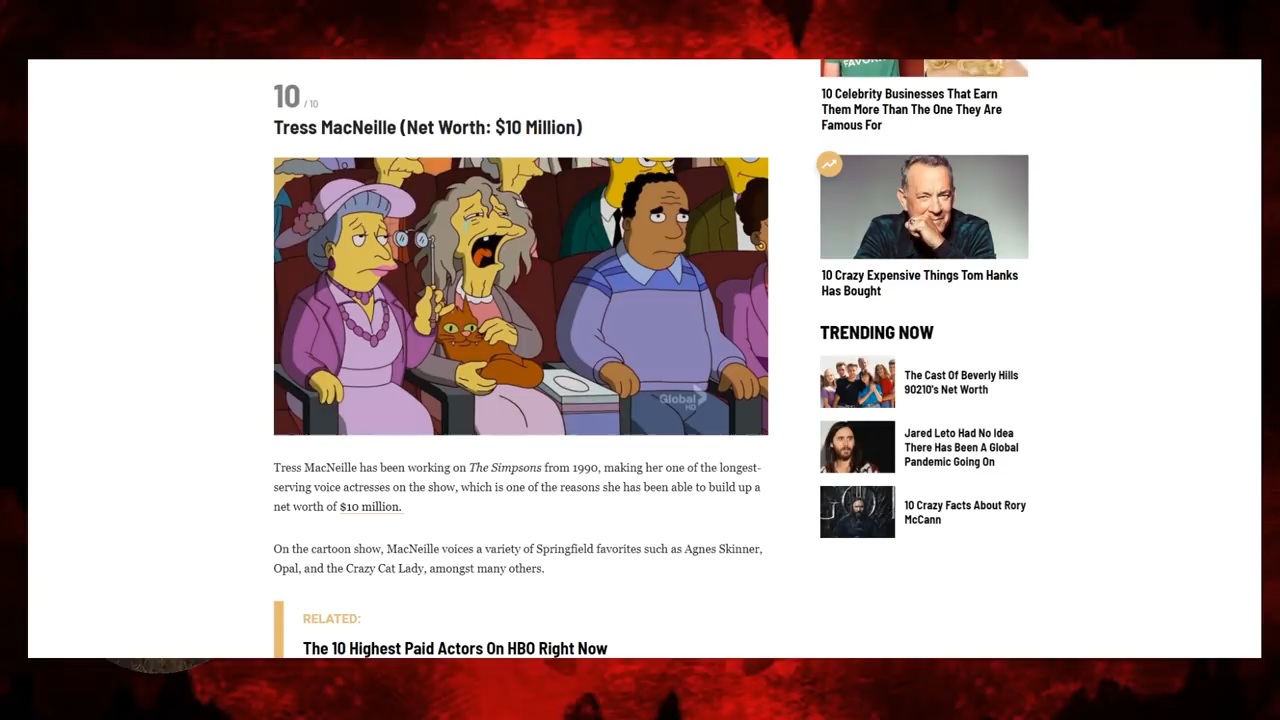 10 / 10
Tress MacNeille (Net Worth: $10 Million)
Global
HD
Tress MacNeille has been working on The Simpsons from 1990, making her one of the longest-
serving voice actresses on the show, which is one of the reasons she has been able to build up a
net worth of $10 million.
On the cartoon show, MacNeille voices a variety of Springfield favorites such as Agnes Skinner,
Opal, and the Crazy Cat Lady, amongst many others.
RELATED:
The 10 Highest Paid Actors On HBO Right Now
10 Celebrity Businesses That Earn
Them More Than The One They Are
Famous For
10 Crazy Expensive Things Tom Hanks
Has Bought
TRENDING NOW
The Cast Of Beverly Hills
90210's Net Worth
Jared Leto Had No Idea
There Has Been A Global
Pandemic Going On
10 Crazy Facts About Rory
McCann